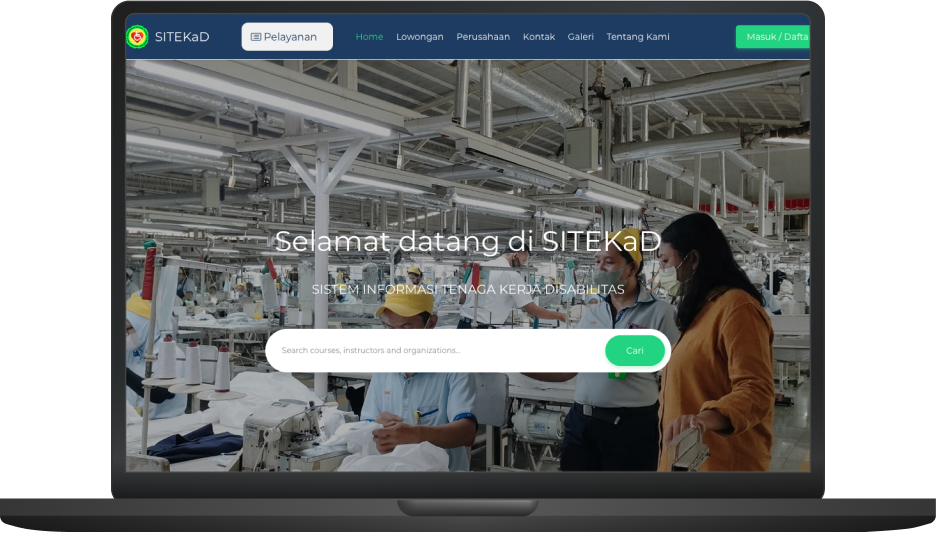 SITEKaD
Pelayanan
Home Lowongan Perusahaan Kontak Galeri Tentang Kami
Masuk / Dafta
Selamat datang di SITEKaD
SISTEM INFORMASI TENAGA KERJA DISABILITAS
Search courses, instructors and organizations...
Cari